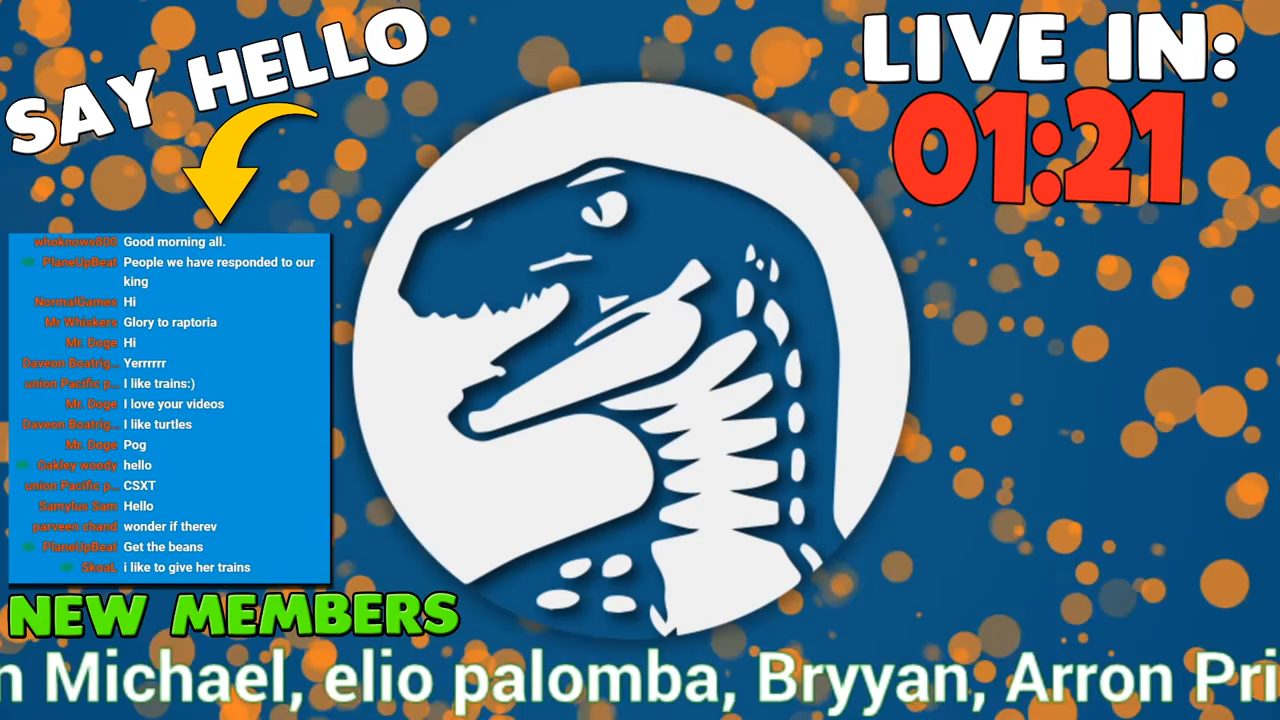 SAY HELLO
LIVE IN:
01:21
whoknows800 Good morning all.
PlaneUpBeat People we have responded to our
king
NormalGames Hi
Mr Whiskers Glory to raptoria
Mr. Doge Hi
Daveon Boatrig... Yerrrrrr
union Pacific p... I like trains:)
Mr. Doge I love your videos
Daveon Boatrig... I like turtles
Mr. Doge Pog
Oakley woody hello
union Pacific p... CSXT
Samylus Sam Hello
parveen chand wonder if therev
PlaneUpBeat Get the beans
SkoaL i like to give her trains
NEW MEMBERS
n Michael, elio palomba, Bryyan, Arron Pri